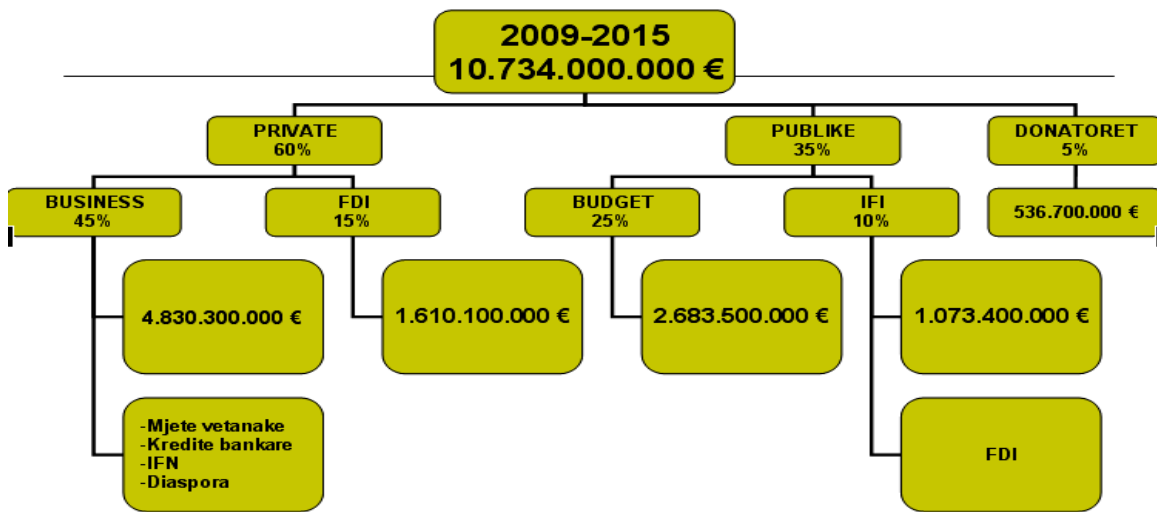 2009-2015
10.734.000.000 €
PRIVATE
60%
PUBLIKE
35%
DONATORET
5%
BUSINESS
45%
FDI
15%
BUDGET
25%
IFI
10%
536.700.000 €
4.830.300.000 €
1.610.100.000 €
2.683.500.000 €
1.073.400.000 €
-Mjete vetanake
-Kredite bankare
-IFN
-Diaspora
FDI